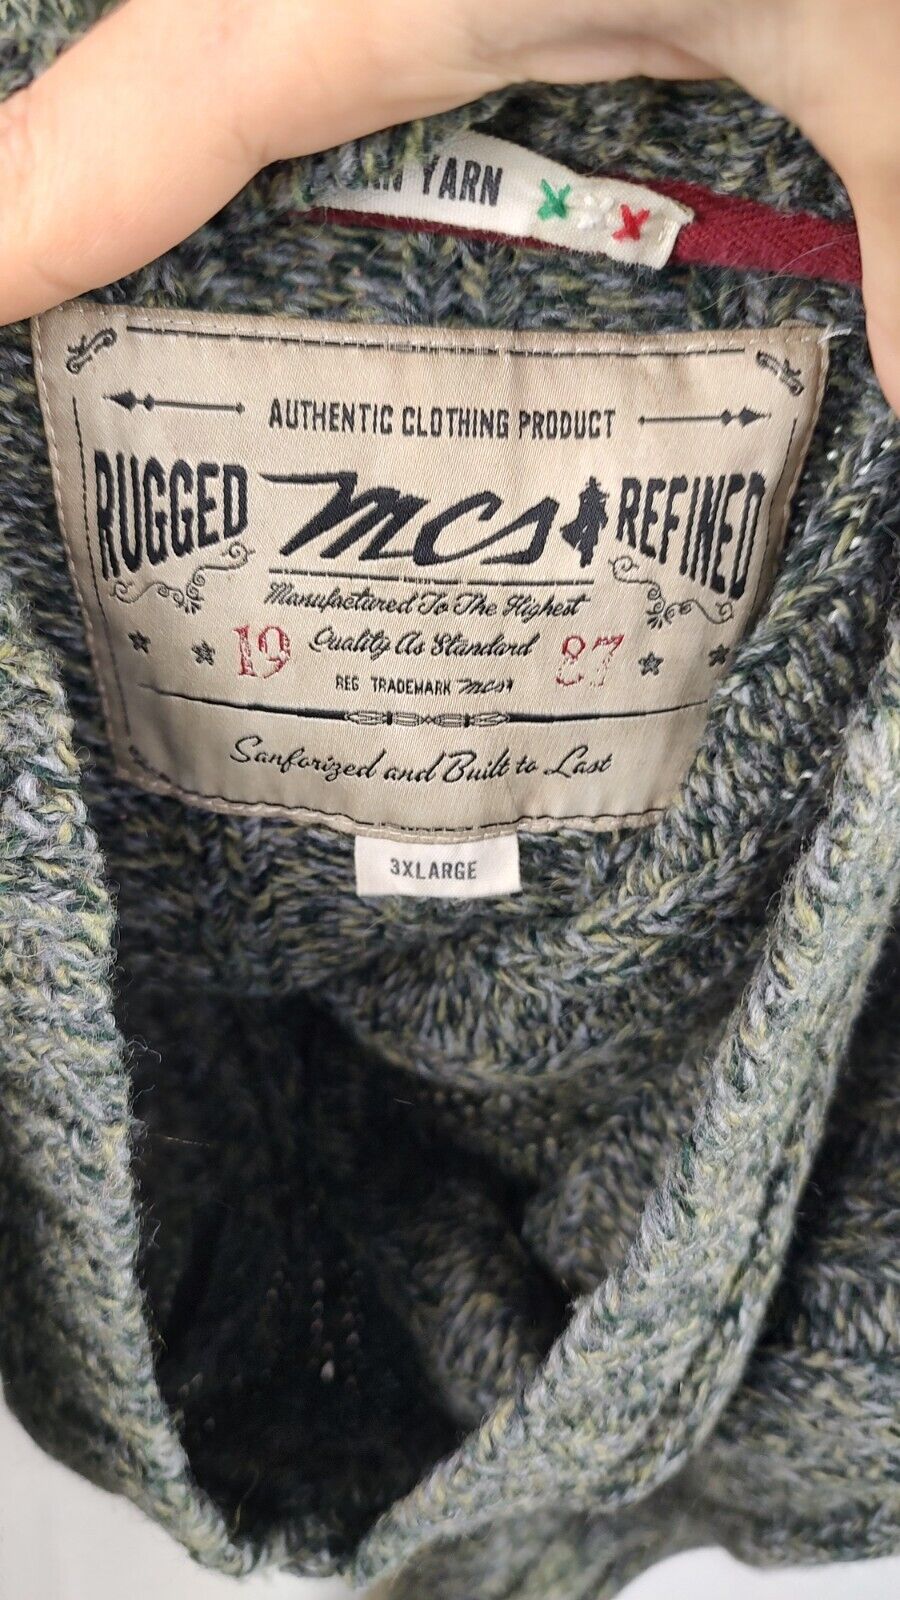 YARN
AUTHENTIC CLOTHING PRODUCT
RUGGED mcs REFINED
Manufactured To The Highest
19 Quality As Standard 87
REG TRADEMARK mcs
Sanforized and Built to Last
3XLARGE